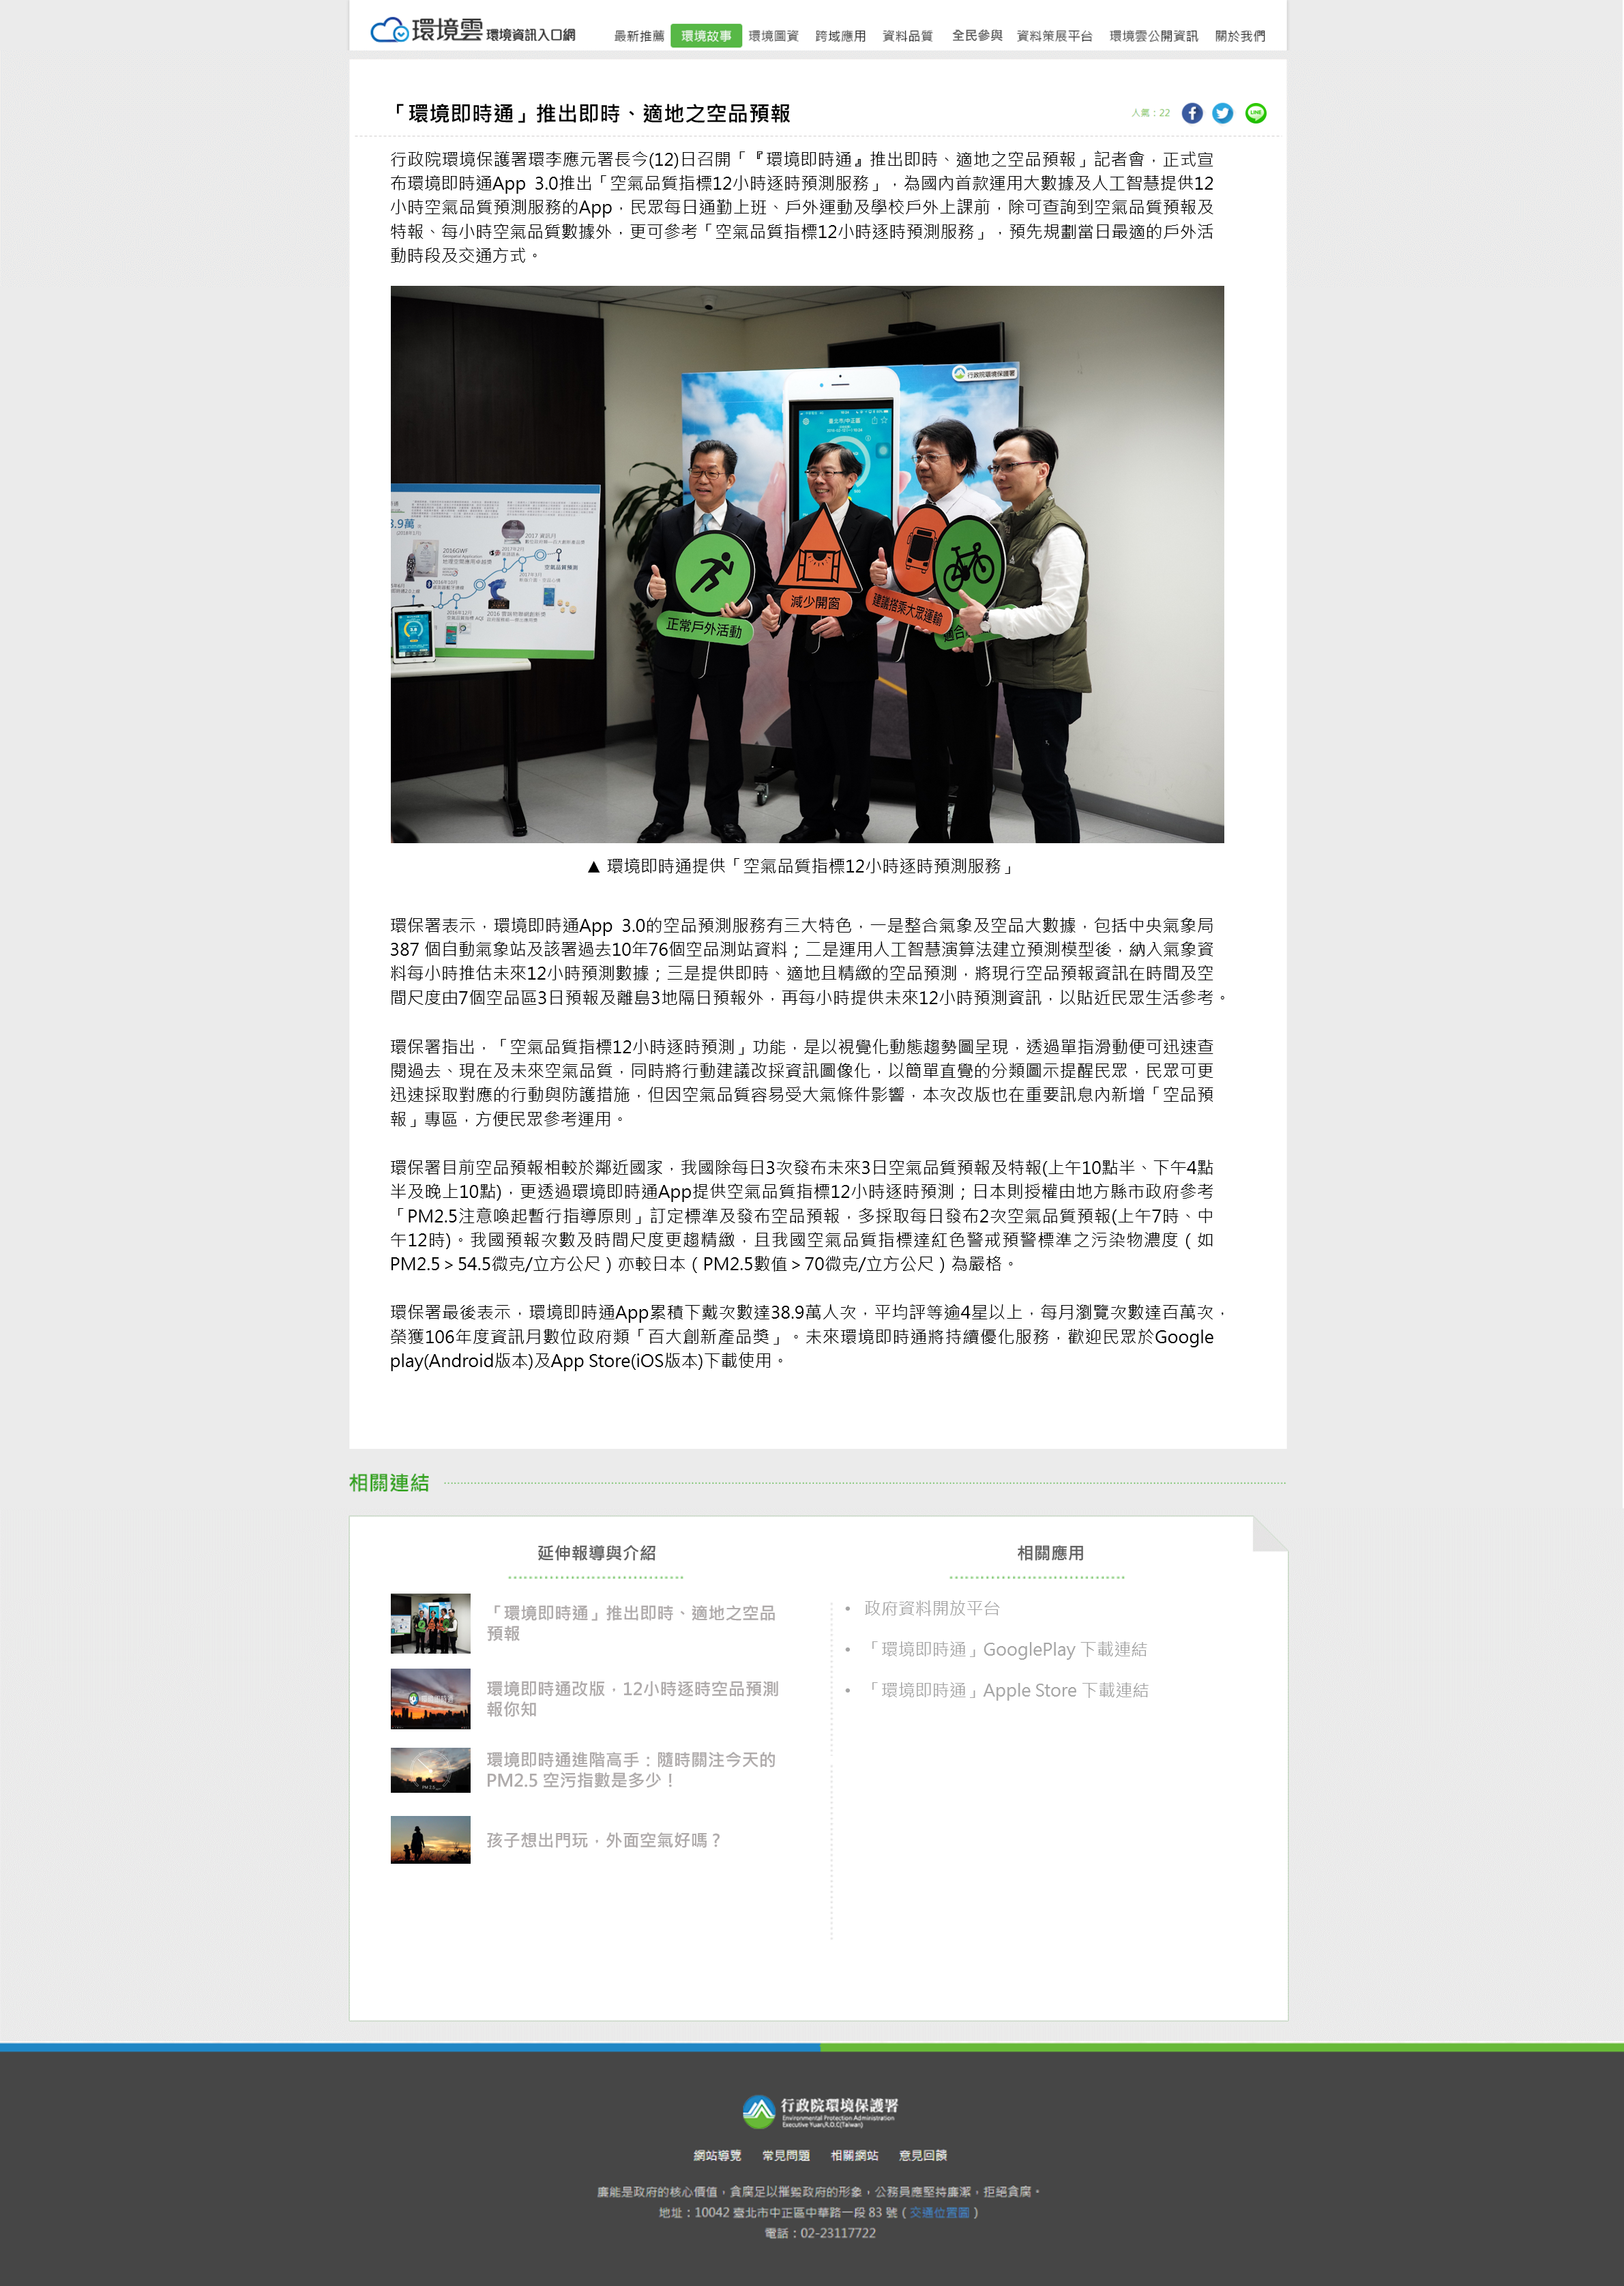 環境雲 環境資訊入口網
最新推薦 環境故事 環境圖資 跨域應用 資料品質 全民參與 資料策展平台 環境雲公開資訊 關於我們
「環境即時通」推出即時、適地之空品預報
人氣：22
行政院環境保護署環李應元署長今(12)日召開「『環境即時通』推出即時、適地之空品預報」記者會，正式宣
布環境即時通App 3.0推出「空氣品質指標12小時逐時預測服務」，為國內首款運用大數據及人工智慧提供12
小時空氣品質預測服務的App，民眾每日通勤上班、戶外運動及學校戶外上課前，除可查詢到空氣品質預報及
特報、每小時空氣品質數據外，更可參考「空氣品質指標12小時逐時預測服務」，預先規劃當日最適的戶外活
動時段及交通方式。
行政院環境保護署
臺北市/中正區
2017 資訊月
2016GWF
空氣品質預測
2016年12月
正常戶外活動
減少開窗
建議搭乘大眾運輸
▲ 環境即時通提供「空氣品質指標12小時逐時預測服務」
環保署表示，環境即時通App 3.0的空品預測服務有三大特色，一是整合氣象及空品大數據，包括中央氣象局
387 個自動氣象站及該署過去10年76個空品測站資料；二是運用人工智慧演算法建立預測模型後，納入氣象資
料每小時推估未來12小時預測數據；三是提供即時、適地且精緻的空品預測，將現行空品預報資訊在時間及空
間尺度由7個空品區3日預報及離島3地隔日預報外，再每小時提供未來12小時預測資訊，以貼近民眾生活參考。
環保署指出，「空氣品質指標12小時逐時預測」功能，是以視覺化動態趨勢圖呈現，透過單指滑動便可迅速查
閱過去、現在及未來空氣品質，同時將行動建議改採資訊圖像化，以簡單直覺的分類圖示提醒民眾，民眾可更
迅速採取對應的行動與防護措施，但因空氣品質容易受大氣條件影響，本次改版也在重要訊息內新增「空品預
報」專區，方便民眾參考運用。
環保署目前空品預報相較於鄰近國家，我國除每日3次發布未來3日空氣品質預報及特報(上午10點半、下午4點
半及晚上10點)，更透過環境即時通App提供空氣品質指標12小時逐時預測；日本則授權由地方縣市政府參考
「PM2.5注意喚起暫行指導原則」訂定標準及發布空品預報，多採取每日發布2次空氣品質預報(上午7時、中
午12時)。我國預報次數及時間尺度更趨精緻，且我國空氣品質指標達紅色警戒預警標準之污染物濃度（如
PM2.5＞54.5微克/立方公尺）亦較日本（PM2.5數值＞70微克/立方公尺）為嚴格。
環保署最後表示，環境即時通App累積下戴次數達38.9萬人次，平均評等逾4星以上，每月瀏覽次數達百萬次，
榮獲106年度資訊月數位政府類「百大創新產品獎」。未來環境即時通將持續優化服務，歡迎民眾於Google
play(Android版本)及App Store(iOS版本)下載使用。
相關連結
延伸報導與介紹
「環境即時通」推出即時、適地之空品
預報
環境即時通改版，12小時逐時空品預測
報你知
環境即時通進階高手：隨時關注今天的
PM2.5 空污指數是多少！
孩子想出門玩，外面空氣好嗎？
相關應用
• 政府資料開放平台
• 「環境即時通」GooglePlay 下載連結
• 「環境即時通」Apple Store 下載連結
行政院環境保護署
Environmental Protection Administration
Executive Yuan,R.O.C(Taiwan)
網站導覽 常見問題 相關網站 意見回饋
廉能是政府的核心價值，貪腐足以摧毀政府的形象，公務員應堅持廉潔，拒絕貪腐。
地址：10042 臺北市中正區中華路一段 83 號（交通位置圖）
電話：02-23117722